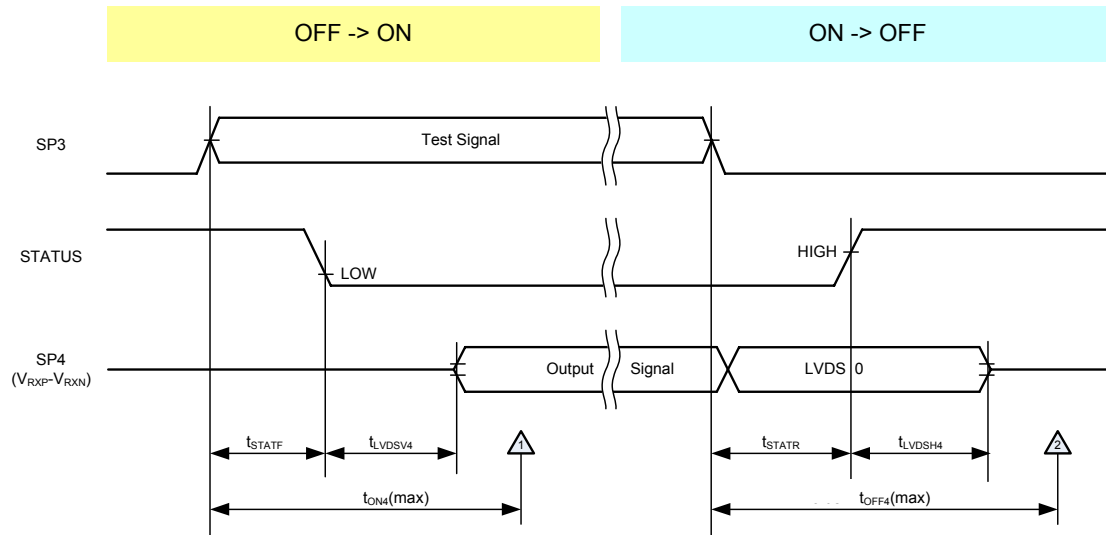 OFF -> ON
ON -> OFF
SP3
Test Signal
STATUS
LOW
HIGH
SP4
(VRXP-VRXN)
Output Signal
LVDS 0
tSTATF
tLVDSV4
1
tSTATR
tLVDSH4
2
tON4(max)
tOFF4(max)